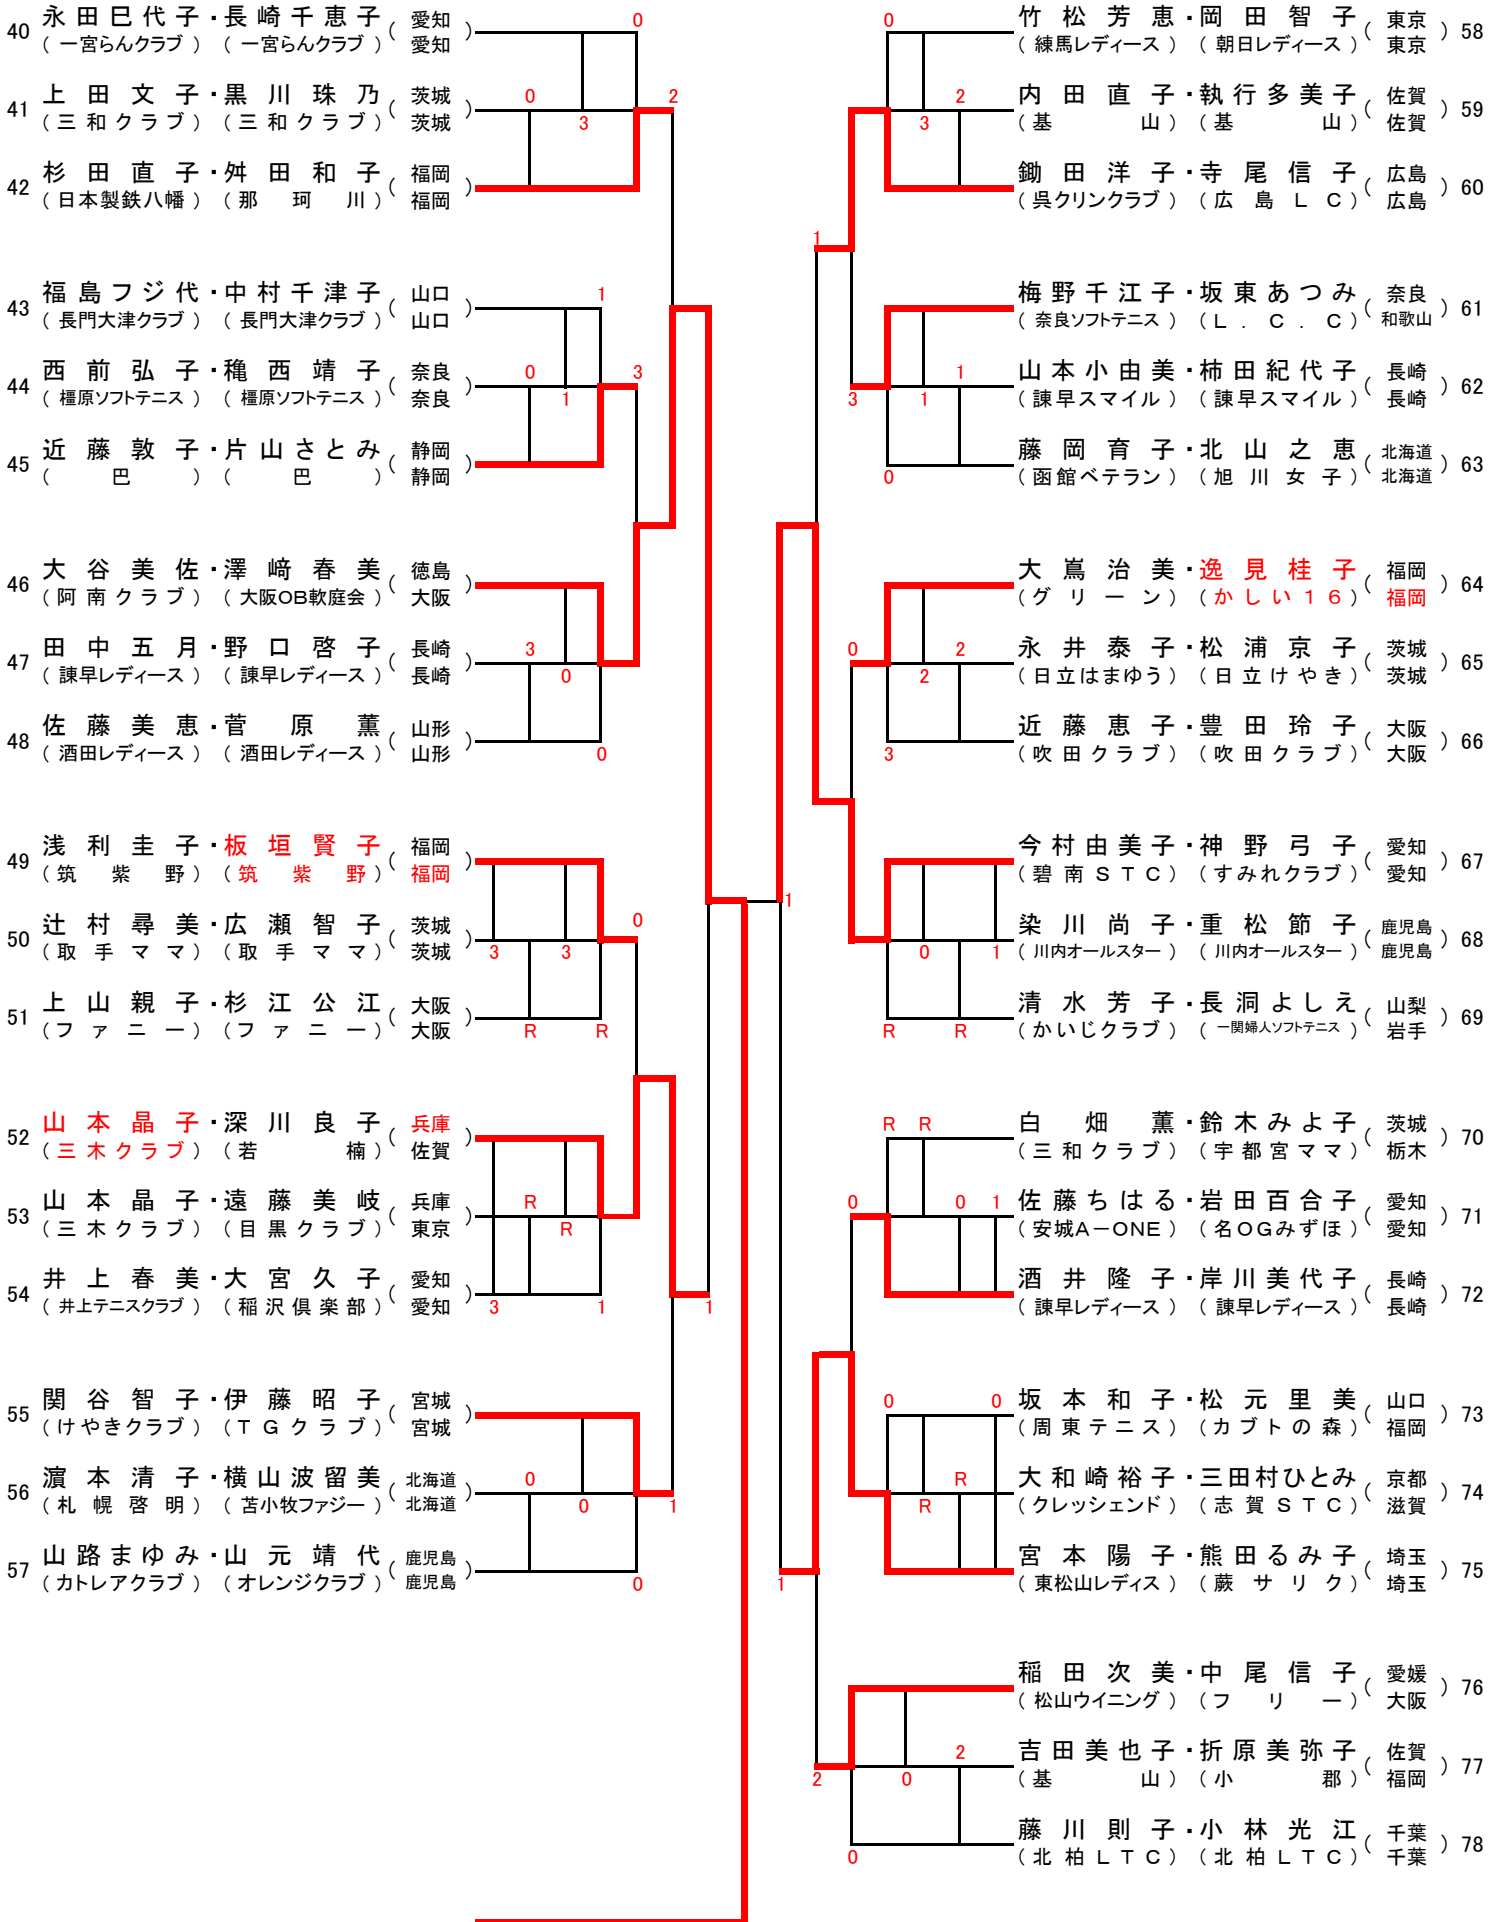 40 永田巳代子・長崎千恵子 ( 愛知 ) 0
(一宮らんクラブ) (一宮らんクラブ) 愛知
41 上田文子・黒川珠乃 ( 茨城 ) 0 2
(三和クラブ) (三和クラブ) 茨城 3
42 杉田直子・舛田和子 ( 福岡 )
(日本製鉄八幡) (那珂川) 福岡
43 福島フジ代・中村千津子 ( 山口 ) 1
(長門大津クラブ) (長門大津クラブ) 山口
44 西前弘子・穐西靖子 ( 奈良 ) 0 3
(橿原ソフトテニス) (橿原ソフトテニス) 奈良 1
45 近藤敦子・片山さとみ ( 静岡 )
(巴) (巴) 静岡
46 大谷美佐・澤﨑春美 ( 徳島 )
(阿南クラブ) (大阪OB軟庭会) 大阪
47 田中五月・野口啓子 ( 長崎 ) 3
(諫早レディース) (諫早レディース) 長崎 0
48 佐藤美恵・菅原薫 ( 山形 )
(酒田レディース) (酒田レディース) 山形 0
49 浅利圭子・板垣賢子 ( 福岡 )
(筑紫野) (筑紫野) 福岡
50 辻村尋美・広瀬智子 ( 茨城 ) 0
(取手ママ) (取手ママ) 茨城 3 3
51 上山親子・杉江公江 ( 大阪 )
(ファニー) (ファニー) 大阪 R R
52 山本晶子・深川良子 ( 兵庫 )
(三木クラブ) (若楠) 佐賀
53 山本晶子・遠藤美岐 ( 兵庫 ) R
(三木クラブ) (目黒クラブ) 東京 R
54 井上春美・大宮久子 ( 愛知 )
(井上テニスクラブ) (稲沢倶楽部) 愛知 3 1 1
55 関谷智子・伊藤昭子 ( 宮城 )
(けやきクラブ) (TGクラブ) 宮城
56 濵本清子・横山波留美 ( 北海道 ) 0
(札幌啓明) (苫小牧ファジー) 北海道 0 1
57 山路まゆみ・山元靖代 ( 鹿児島 )
(カトレアクラブ) (オレンジクラブ) 鹿児島 0
0 竹松芳恵・岡田智子 ( 東京 ) 58
(練馬レディース) (朝日レディース) 東京
2 内田直子・執行多美子 ( 佐賀 ) 59
3 (基山) (基山) 佐賀
鋤田洋子・寺尾信子 ( 広島 ) 60
(呉クリンクラブ) (広島LC) 広島
1
梅野千江子・坂東あつみ ( 奈良 ) 61
(奈良ソフトテニス) (L.C.C) 和歌山
1 山本小由美・柿田紀代子 ( 長崎 ) 62
3 1 (諫早スマイル) (諫早スマイル) 長崎
藤岡育子・北山之恵 ( 北海道 ) 63
0 (函館ベテラン) (旭川女子) 北海道
大嶌治美・逸見桂子 ( 福岡 ) 64
(グリーン) (かしい16) 福岡
0 2 永井泰子・松浦京子 ( 茨城 ) 65
2 (日立はまゆう) (日立けやき) 茨城
近藤恵子・豊田玲子 ( 大阪 ) 66
3 (吹田クラブ) (吹田クラブ) 大阪
今村由美子・神野弓子 ( 愛知 ) 67
(碧南STC) (すみれクラブ) 愛知
1
染川尚子・重松節子 ( 鹿児島 ) 68
0 1 (川内オールスター) (川内オールスター) 鹿児島
清水芳子・長洞よしえ ( 山梨 ) 69
R R (かいじクラブ) (一関婦人ソフトテニス) 岩手
R R 白畑薫・鈴木みよ子 ( 茨城 ) 70
(三和クラブ) (宇都宮ママ) 栃木
0 0 1 佐藤ちはる・岩田百合子 ( 愛知 ) 71
(安城A－ONE) (名OGみずほ) 愛知
酒井隆子・岸川美代子 ( 長崎 ) 72
(諫早レディース) (諫早レディース) 長崎
0 0 坂本和子・松元里美 ( 山口 ) 73
(周東テニス) (カブトの森) 福岡
R 大和崎裕子・三田村ひとみ ( 京都 ) 74
R (クレッシェンド) (志賀STC) 滋賀
宮本陽子・熊田るみ子 ( 埼玉 ) 75
1 (東松山レディス) (蕨サリク) 埼玉
稲田次美・中尾信子 ( 愛媛 ) 76
(松山ウイニング) (フリー) 大阪
2 吉田美也子・折原美弥子 ( 佐賀 ) 77
2 0 (基山) (小郡) 福岡
藤川則子・小林光江 ( 千葉 ) 78
0 (北柏LTC) (北柏LTC) 千葉